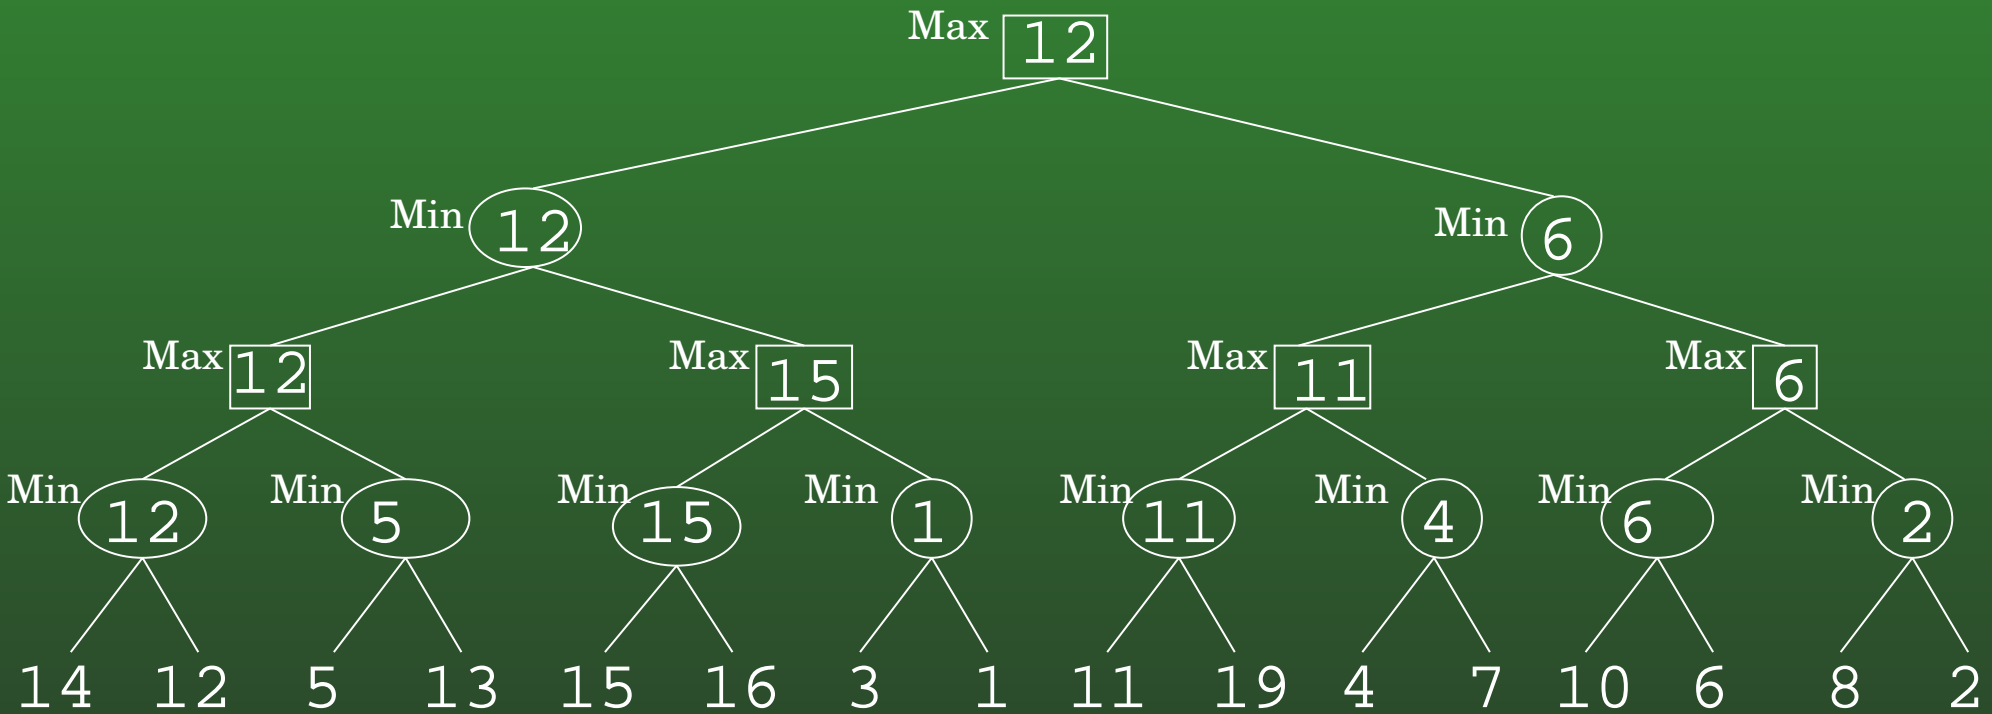 Max 12
Min 12 Min 6
Max 12 Max 15 Max 11 Max 6
Min 12 Min 5 Min 15 Min 1 Min 11 Min 4 Min 6 Min 2
14 12 5 13 15 16 3 1 11 19 4 7 10 6 8 2